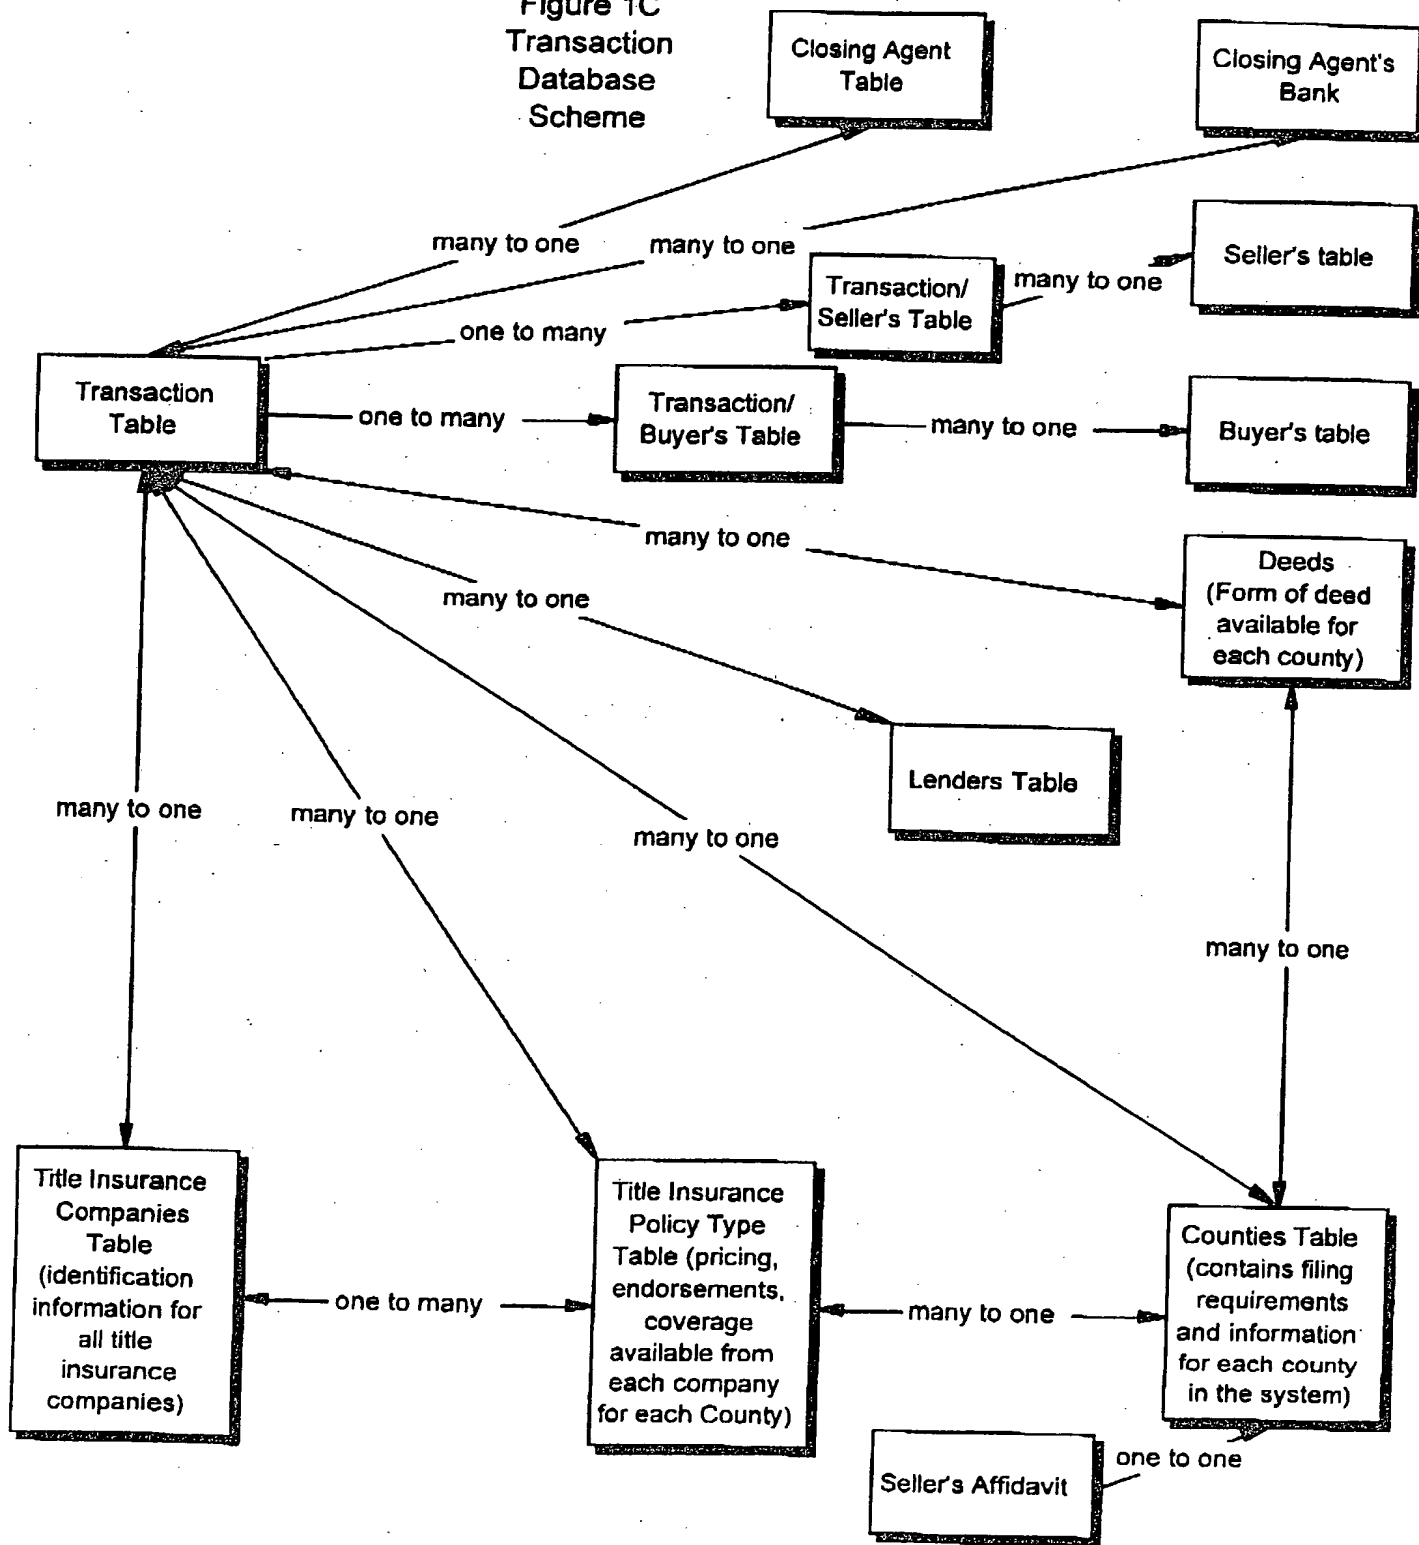 Figure 1C
Transaction
Database
Scheme
Closing Agent
Table
Closing Agent's
Bank
many to one
many to one
Seller's table
Transaction/
Seller's Table
many to one
one to many
Transaction
Table
one to many
Transaction/
Buyer's Table
many to one
Buyer's table
many to one
Deeds
(Form of deed
available for
each county)
many to one
Lenders Table
many to one
many to one
many to one
many to one
Title Insurance
Companies
Table
(identification
information for
all title
insurance
companies)
one to many
Title Insurance
Policy Type
Table (pricing,
endorsements,
coverage
available from
each company
for each County)
many to one
Counties Table
(contains filing
requirements
and information
for each county
in the system)
Seller's Affidavit
one to one